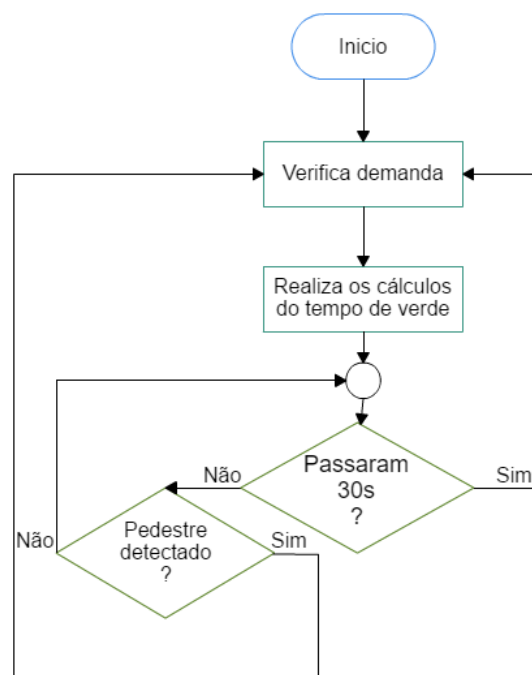 Inicio
Verifica demanda
Realiza os cálculos
do tempo de verde
Passaram
30s
?
Não
Sim
Pedestre
detectado
?
Não
Sim